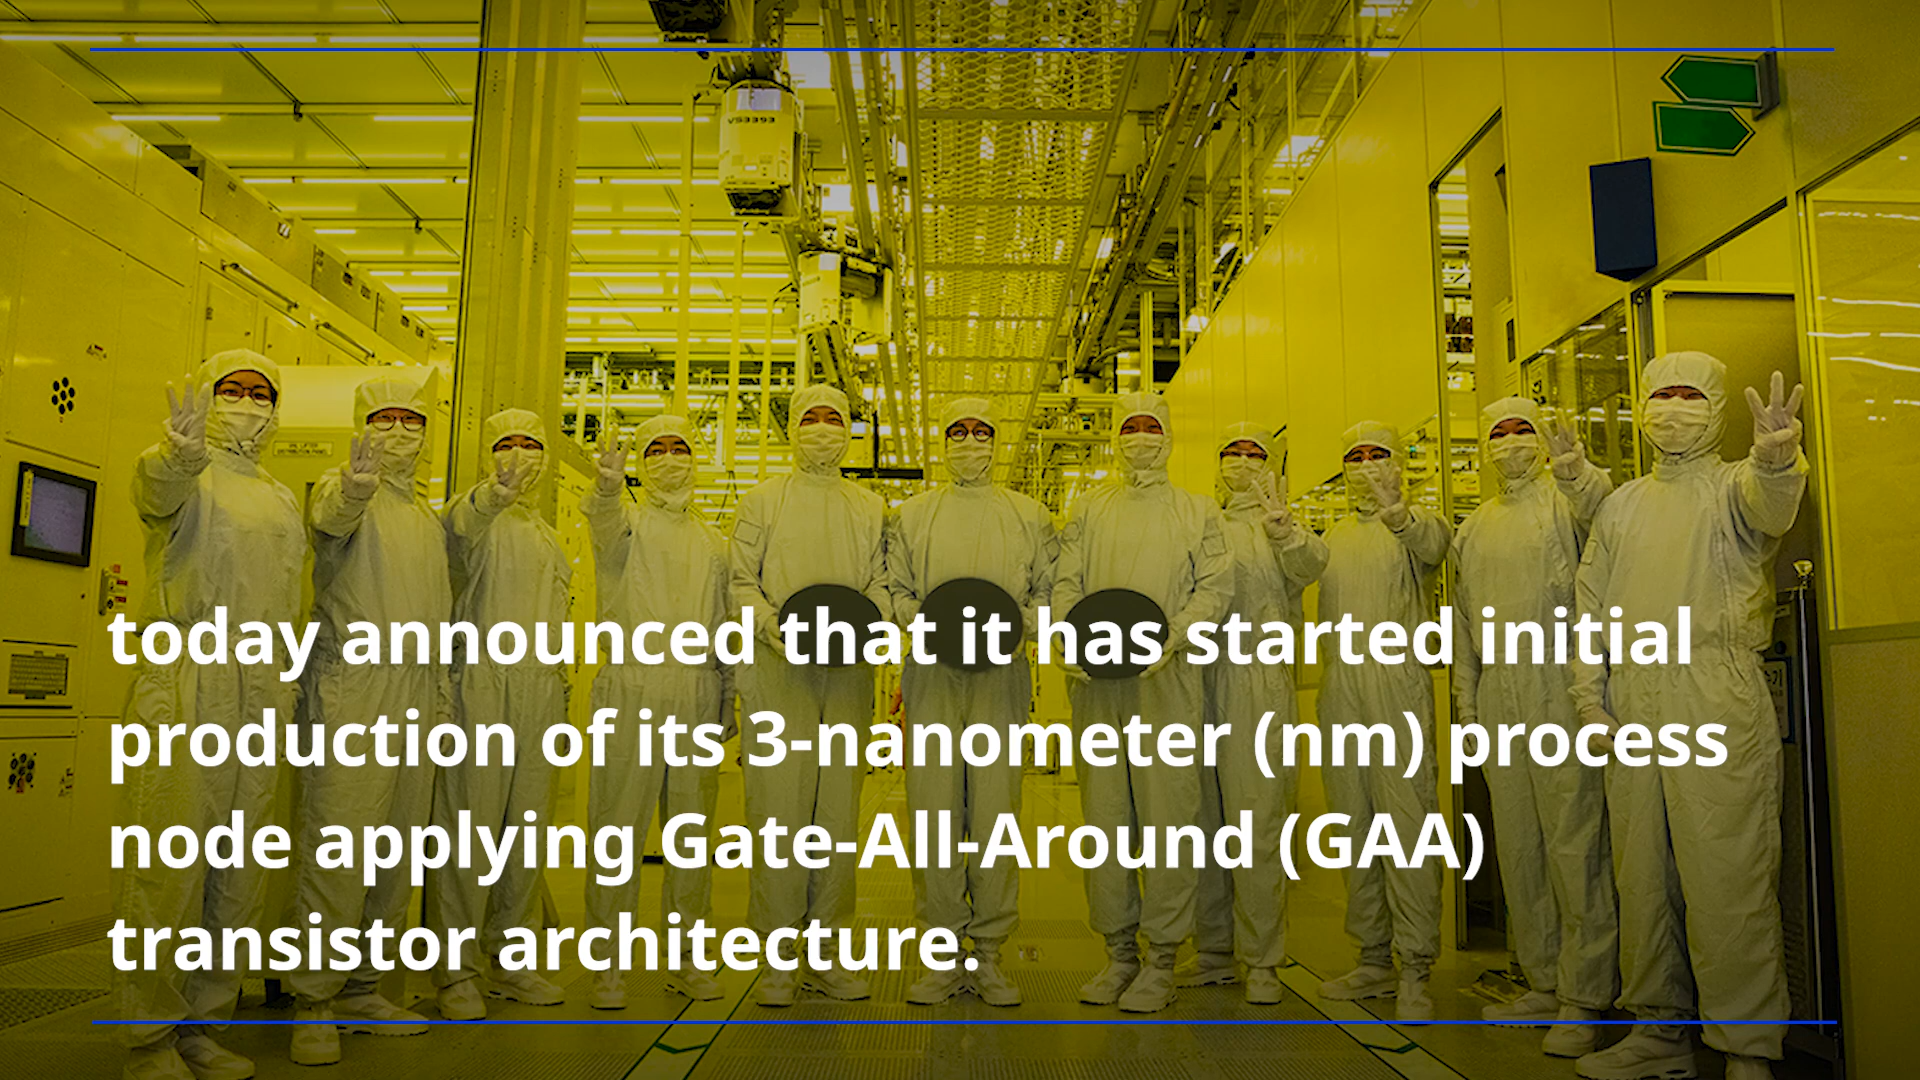 VS3393
today announced that it has started initial
production of its 3-nanometer (nm) process
node applying Gate-All-Around (GAA)
transistor architecture.